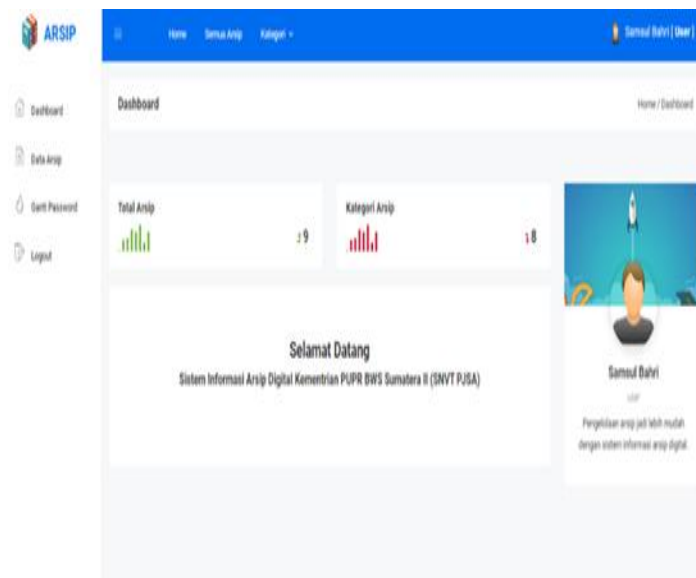 ARSIP
Home Semua Arsip Kategori
Samsul Bahri [ User ]
Dashboard
Data Arsip
Ganti Password
Logout
Dashboard
Home / Dashboard
Total Arsip
9
Kategori Arsip
8
Selamat Datang
Sistem Informasi Arsip Digital Kementrian PUPR BWS Sumatera II (SNVT PJSA)
Samsul Bahri
user
Pengelolaan arsip jadi lebih mudah
dengan sistem informasi arsip digital.